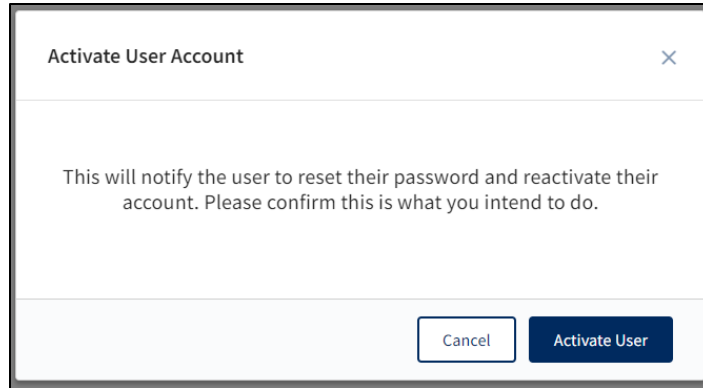 Activate User Account
This will notify the user to reset their password and reactivate their
account. Please confirm this is what you intend to do.
Cancel
Activate User